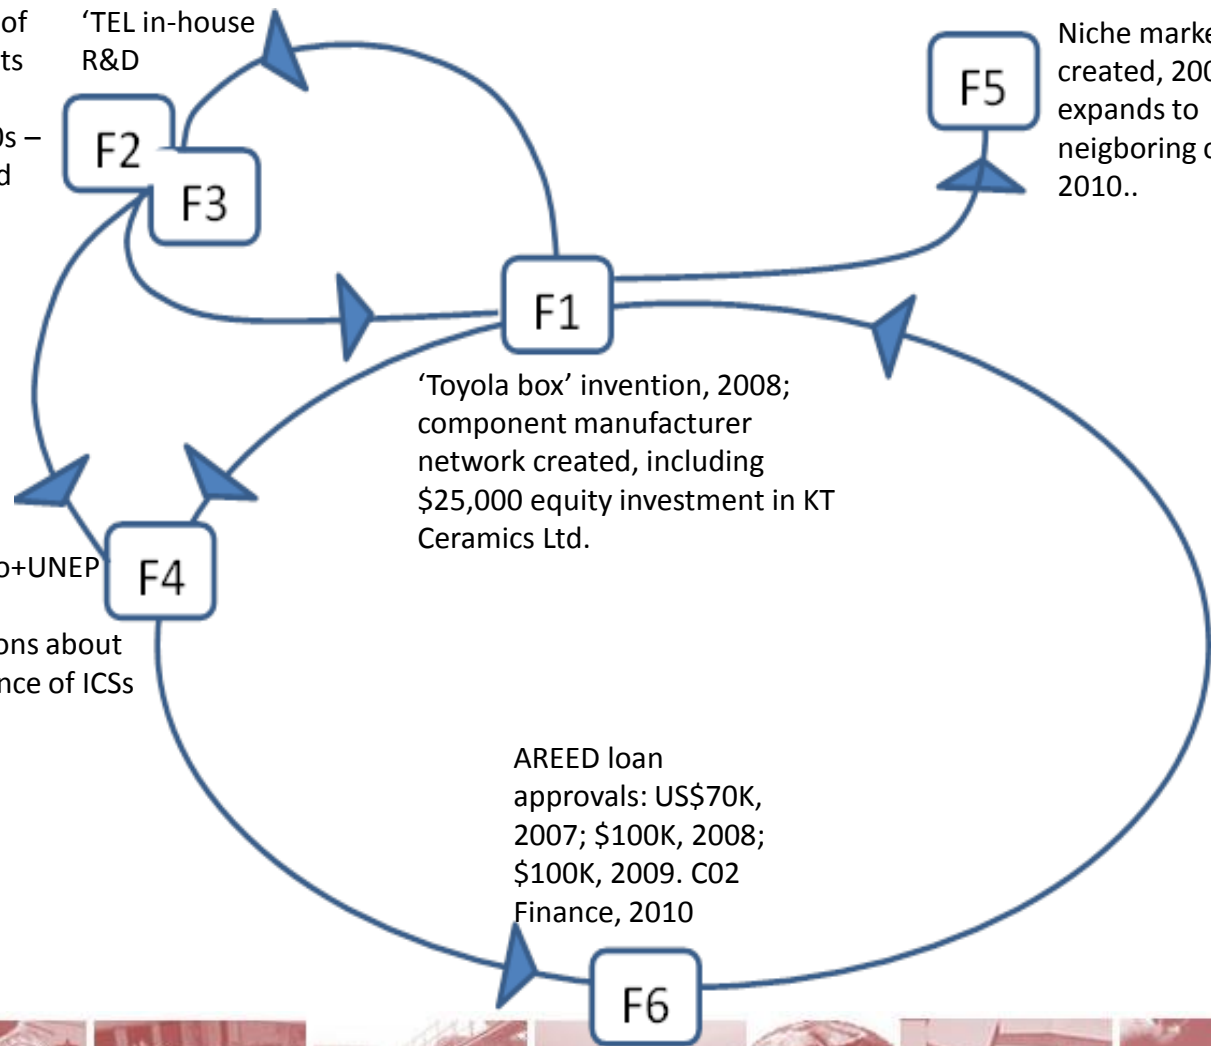 of
ts
‘TEL in-house
R&D
0s –
d
F2
F3
F5
Niche marke
created, 200
expands to
neigboring c
2010..
F1
‘Toyola box’ invention, 2008;
component manufacturer
network created, including
$25,000 equity investment in KT
Ceramics Ltd.
o+UNEP
F4
ons about
nce of ICSs
AREED loan
approvals: US$70K,
2007; $100K, 2008;
$100K, 2009. C02
Finance, 2010
F6